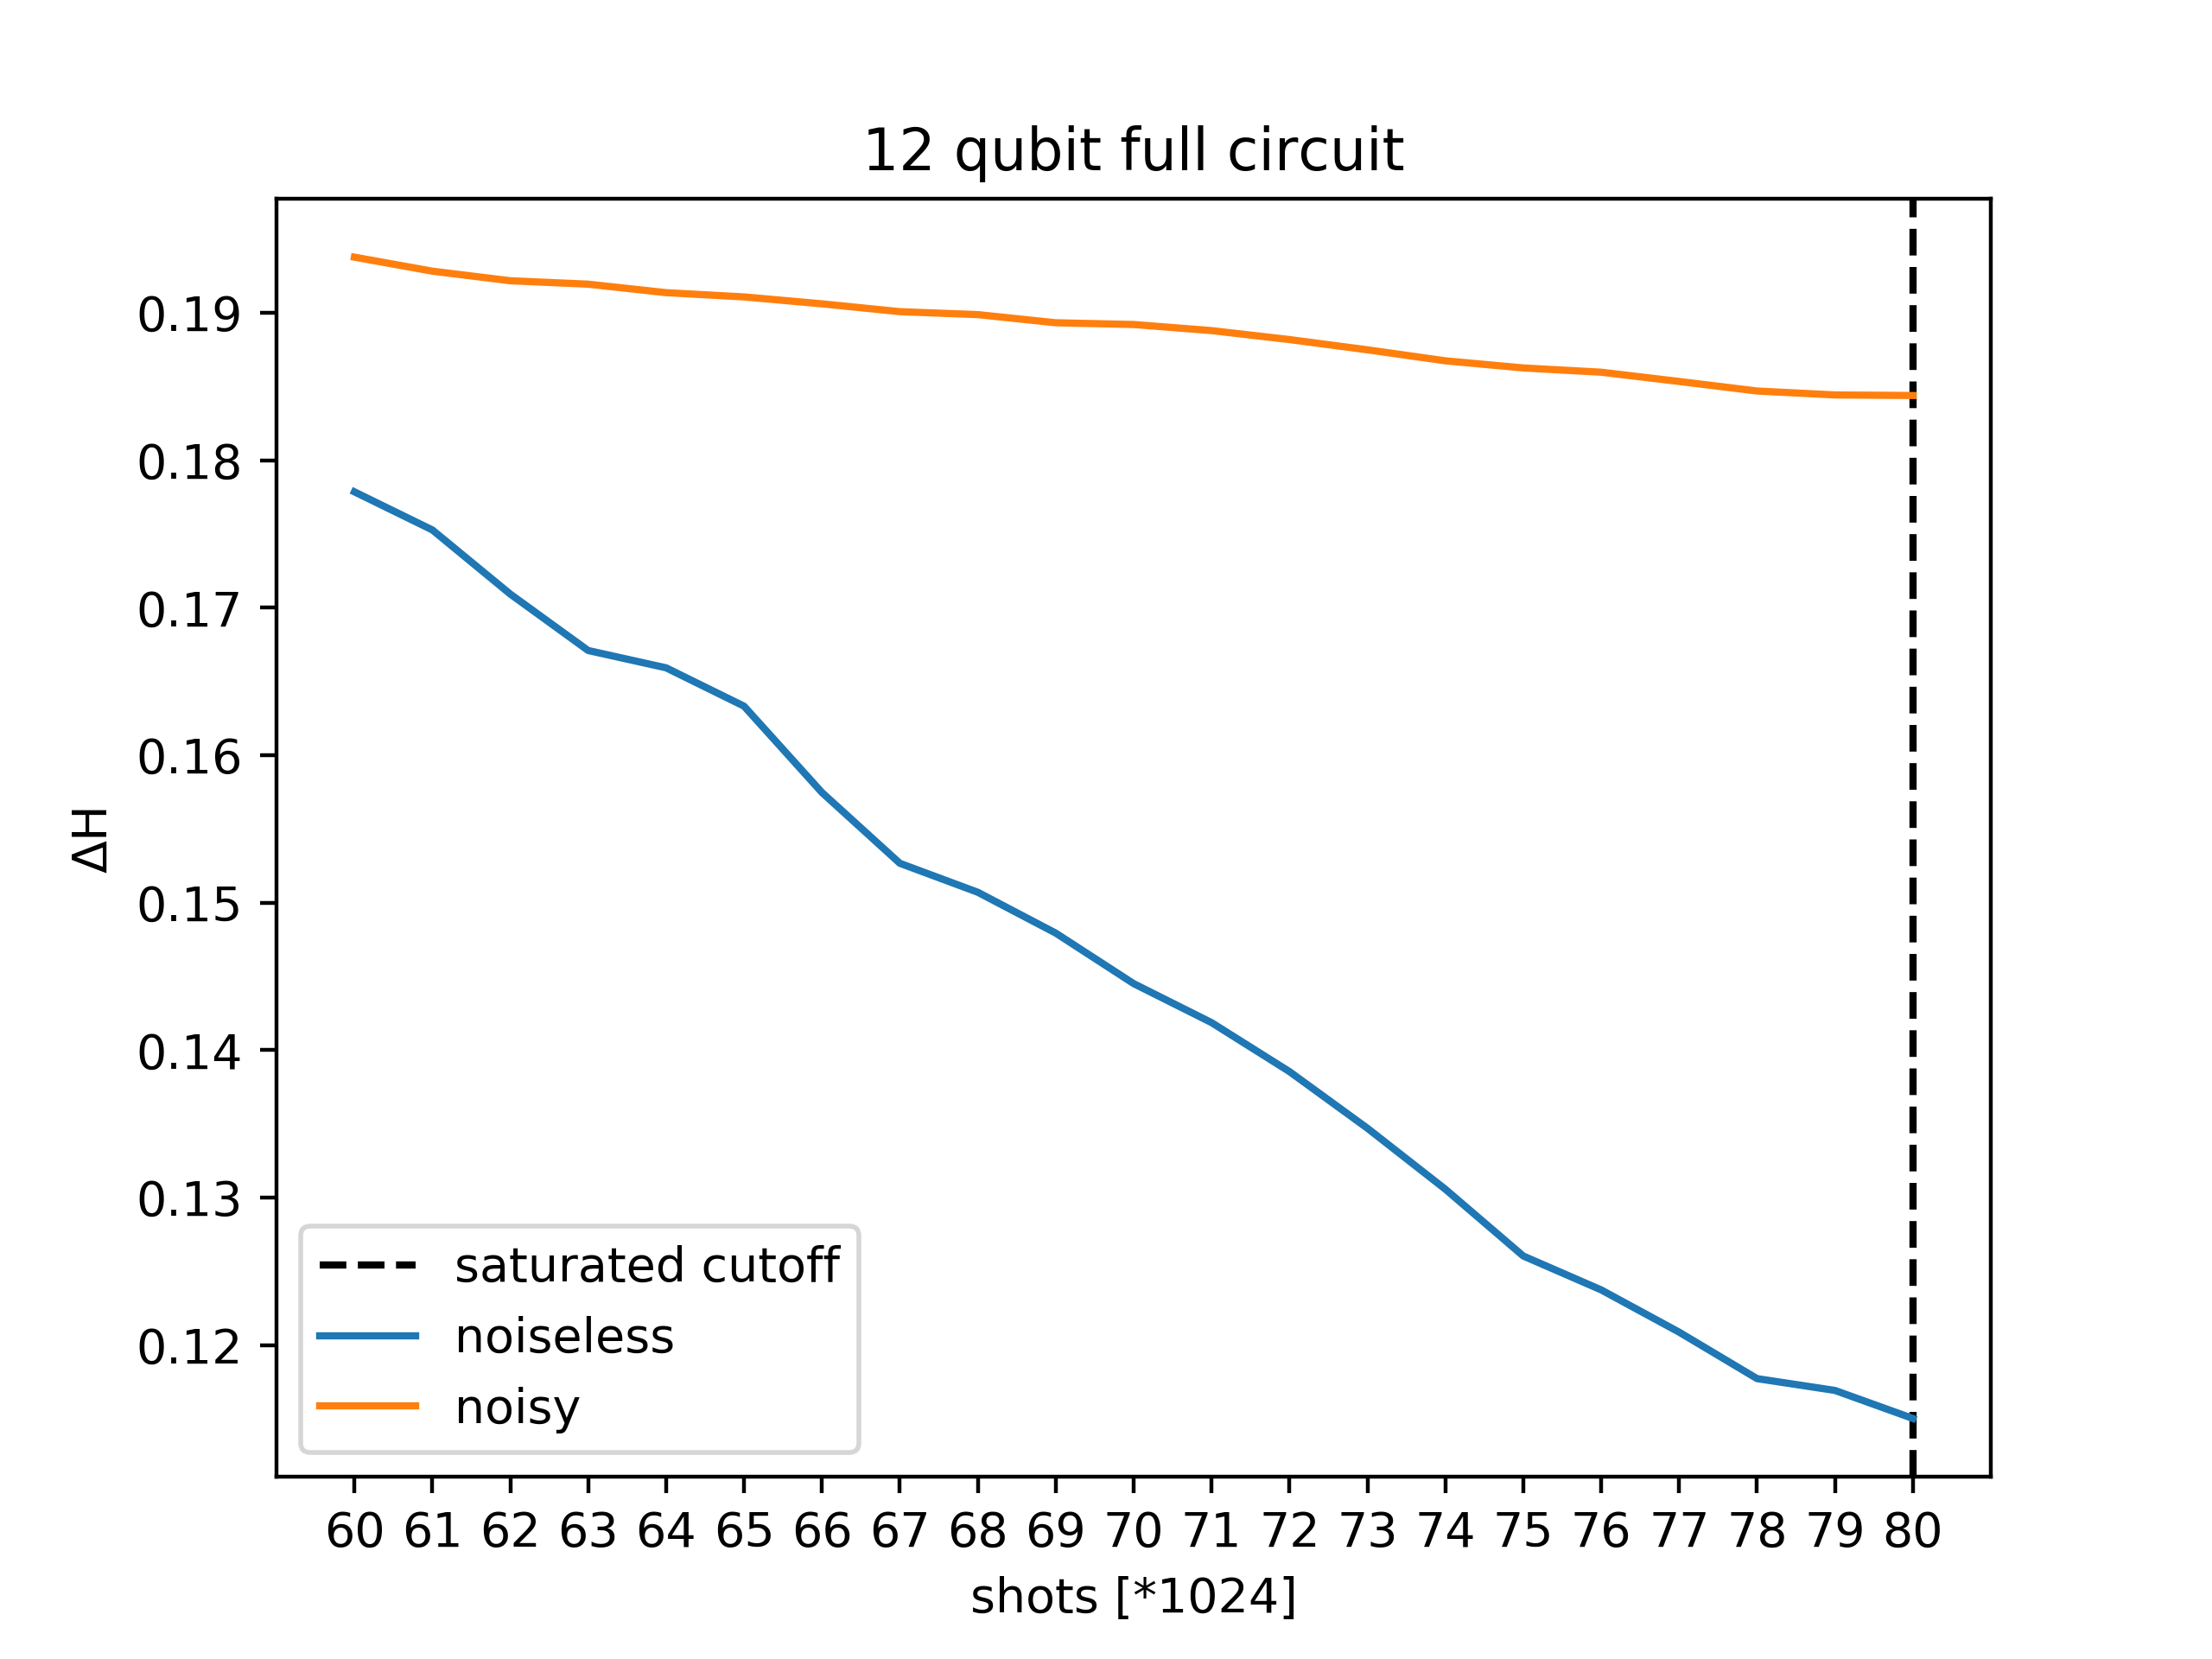 12 qubit full circuit
ΔH
0.19
0.18
0.17
0.16
0.15
0.14
0.13
0.12
saturated cutoff
noiseless
noisy
60 61 62 63 64 65 66 67 68 69 70 71 72 73 74 75 76 77 78 79 80
shots [*1024]